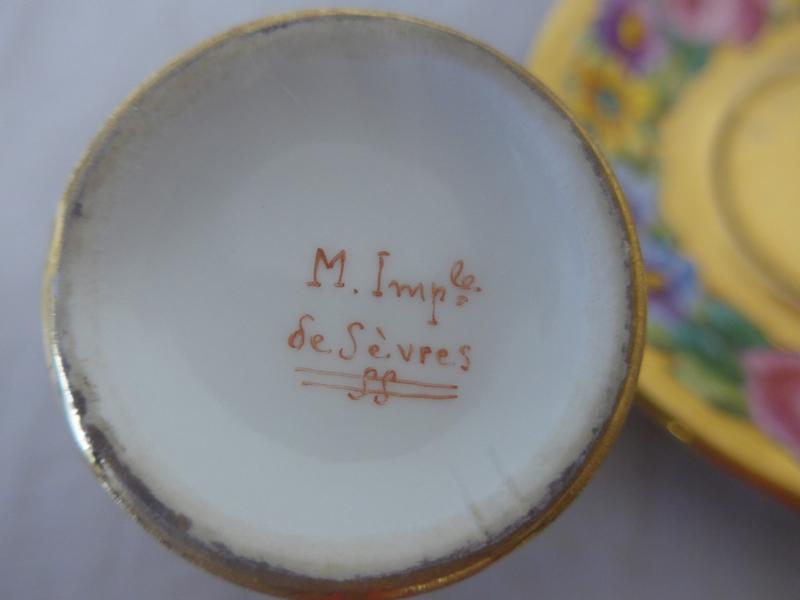 M. Imple.
de Sèvres